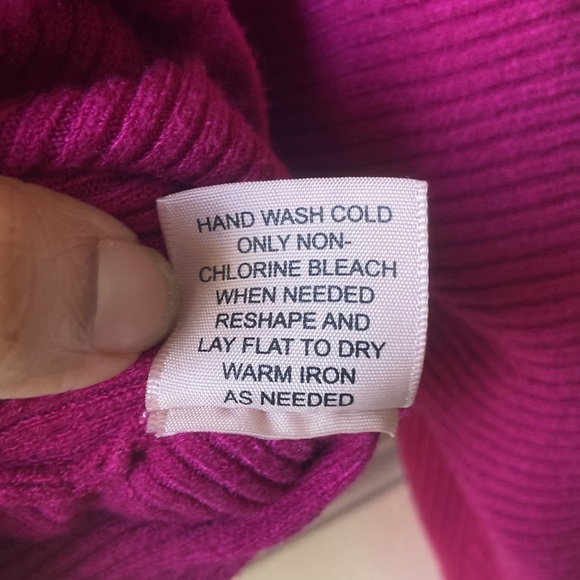 HAND WASH COLD
ONLY NON-
CHLORINE BLEACH
WHEN NEEDED
RESHAPE AND
LAY FLAT TO DRY
WARM IRON
AS NEEDED